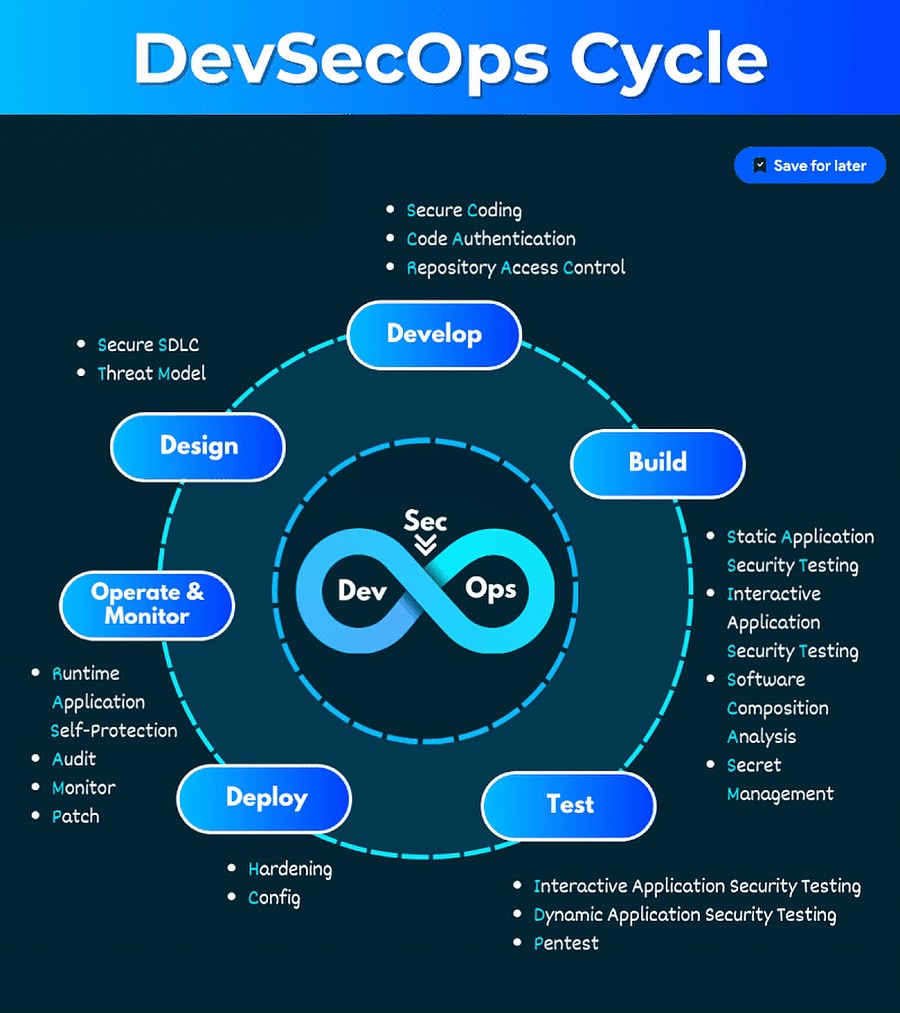 DevSecOps Cycle
Save for later
Secure Coding
Code Authentication
Repository Access Control
Develop
Secure SDLC
Threat Model
Design
Build
Static Application
Security Testing
Interactive
Application
Security Testing
Software
Composition
Analysis
Secret
Management
Sec
Dev
Ops
Operate &
Monitor
Runtime
Application
Self-Protection
Audit
Monitor
Patch
Deploy
Hardening
Config
Test
Interactive Application Security Testing
Dynamic Application Security Testing
Pentest